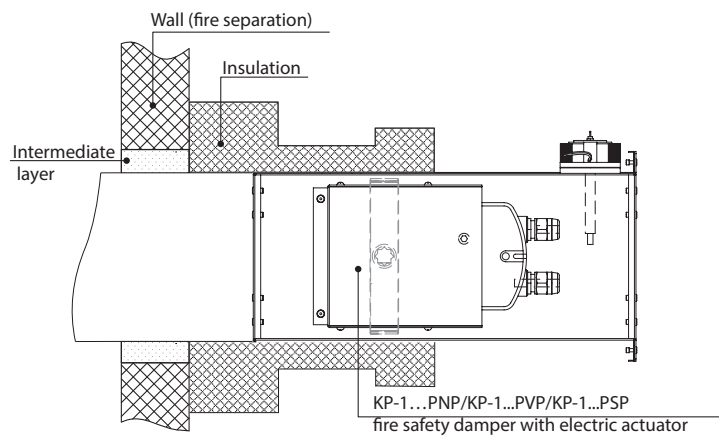 Wall (fire separation)
Insulation
Intermediate
layer
KP-1…PNP/KP-1...PVP/KP-1...PSP
fire safety damper with electric actuator